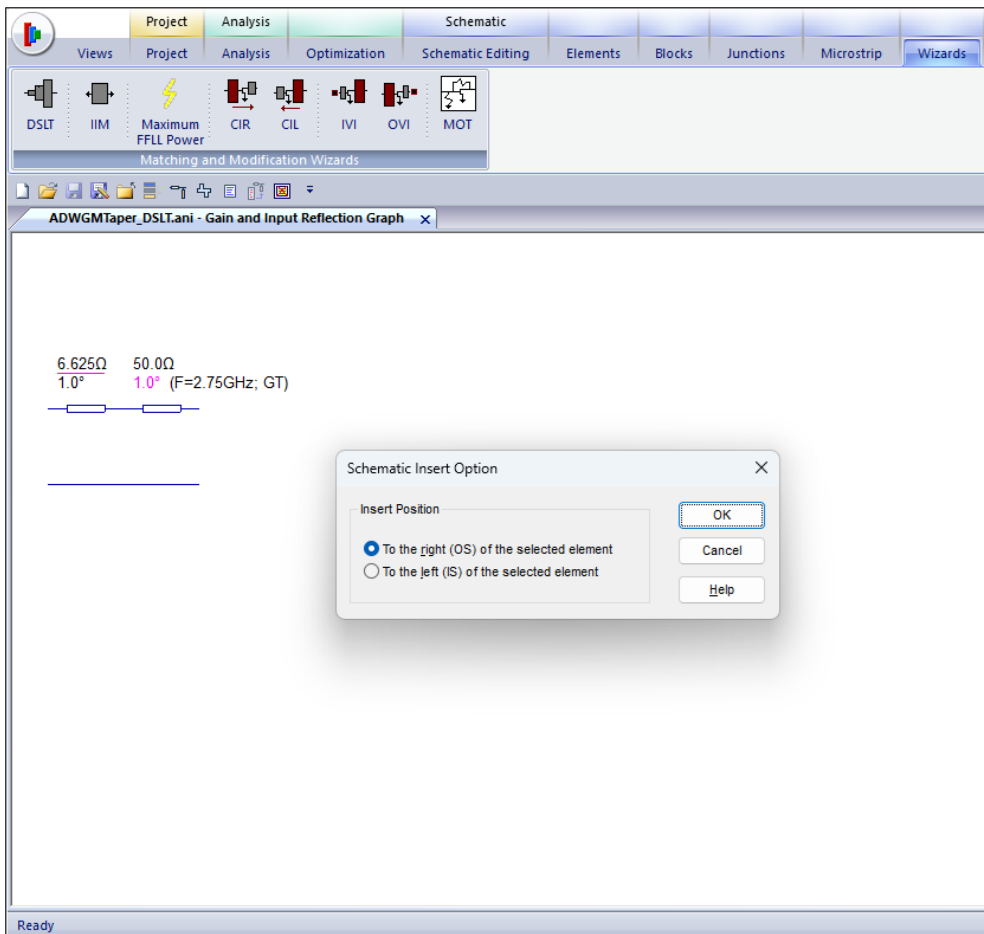 Project Analysis Schematic
Views Project Analysis Optimization Schematic Editing Elements Blocks Junctions Microstrip Wizards
DSLT IIM Maximum FFLL Power CIR CIL IVI OVI MOT
Matching and Modification Wizards
ADWGMTaper_DSLT.ani - Gain and Input Reflection Graph x
6.625Ω 50.0Ω
1.0° 1.0° (F=2.75GHz; GT)
Schematic Insert Option
Insert Position
To the right (OS) of the selected element
To the left (IS) of the selected element
OK
Cancel
Help
Ready